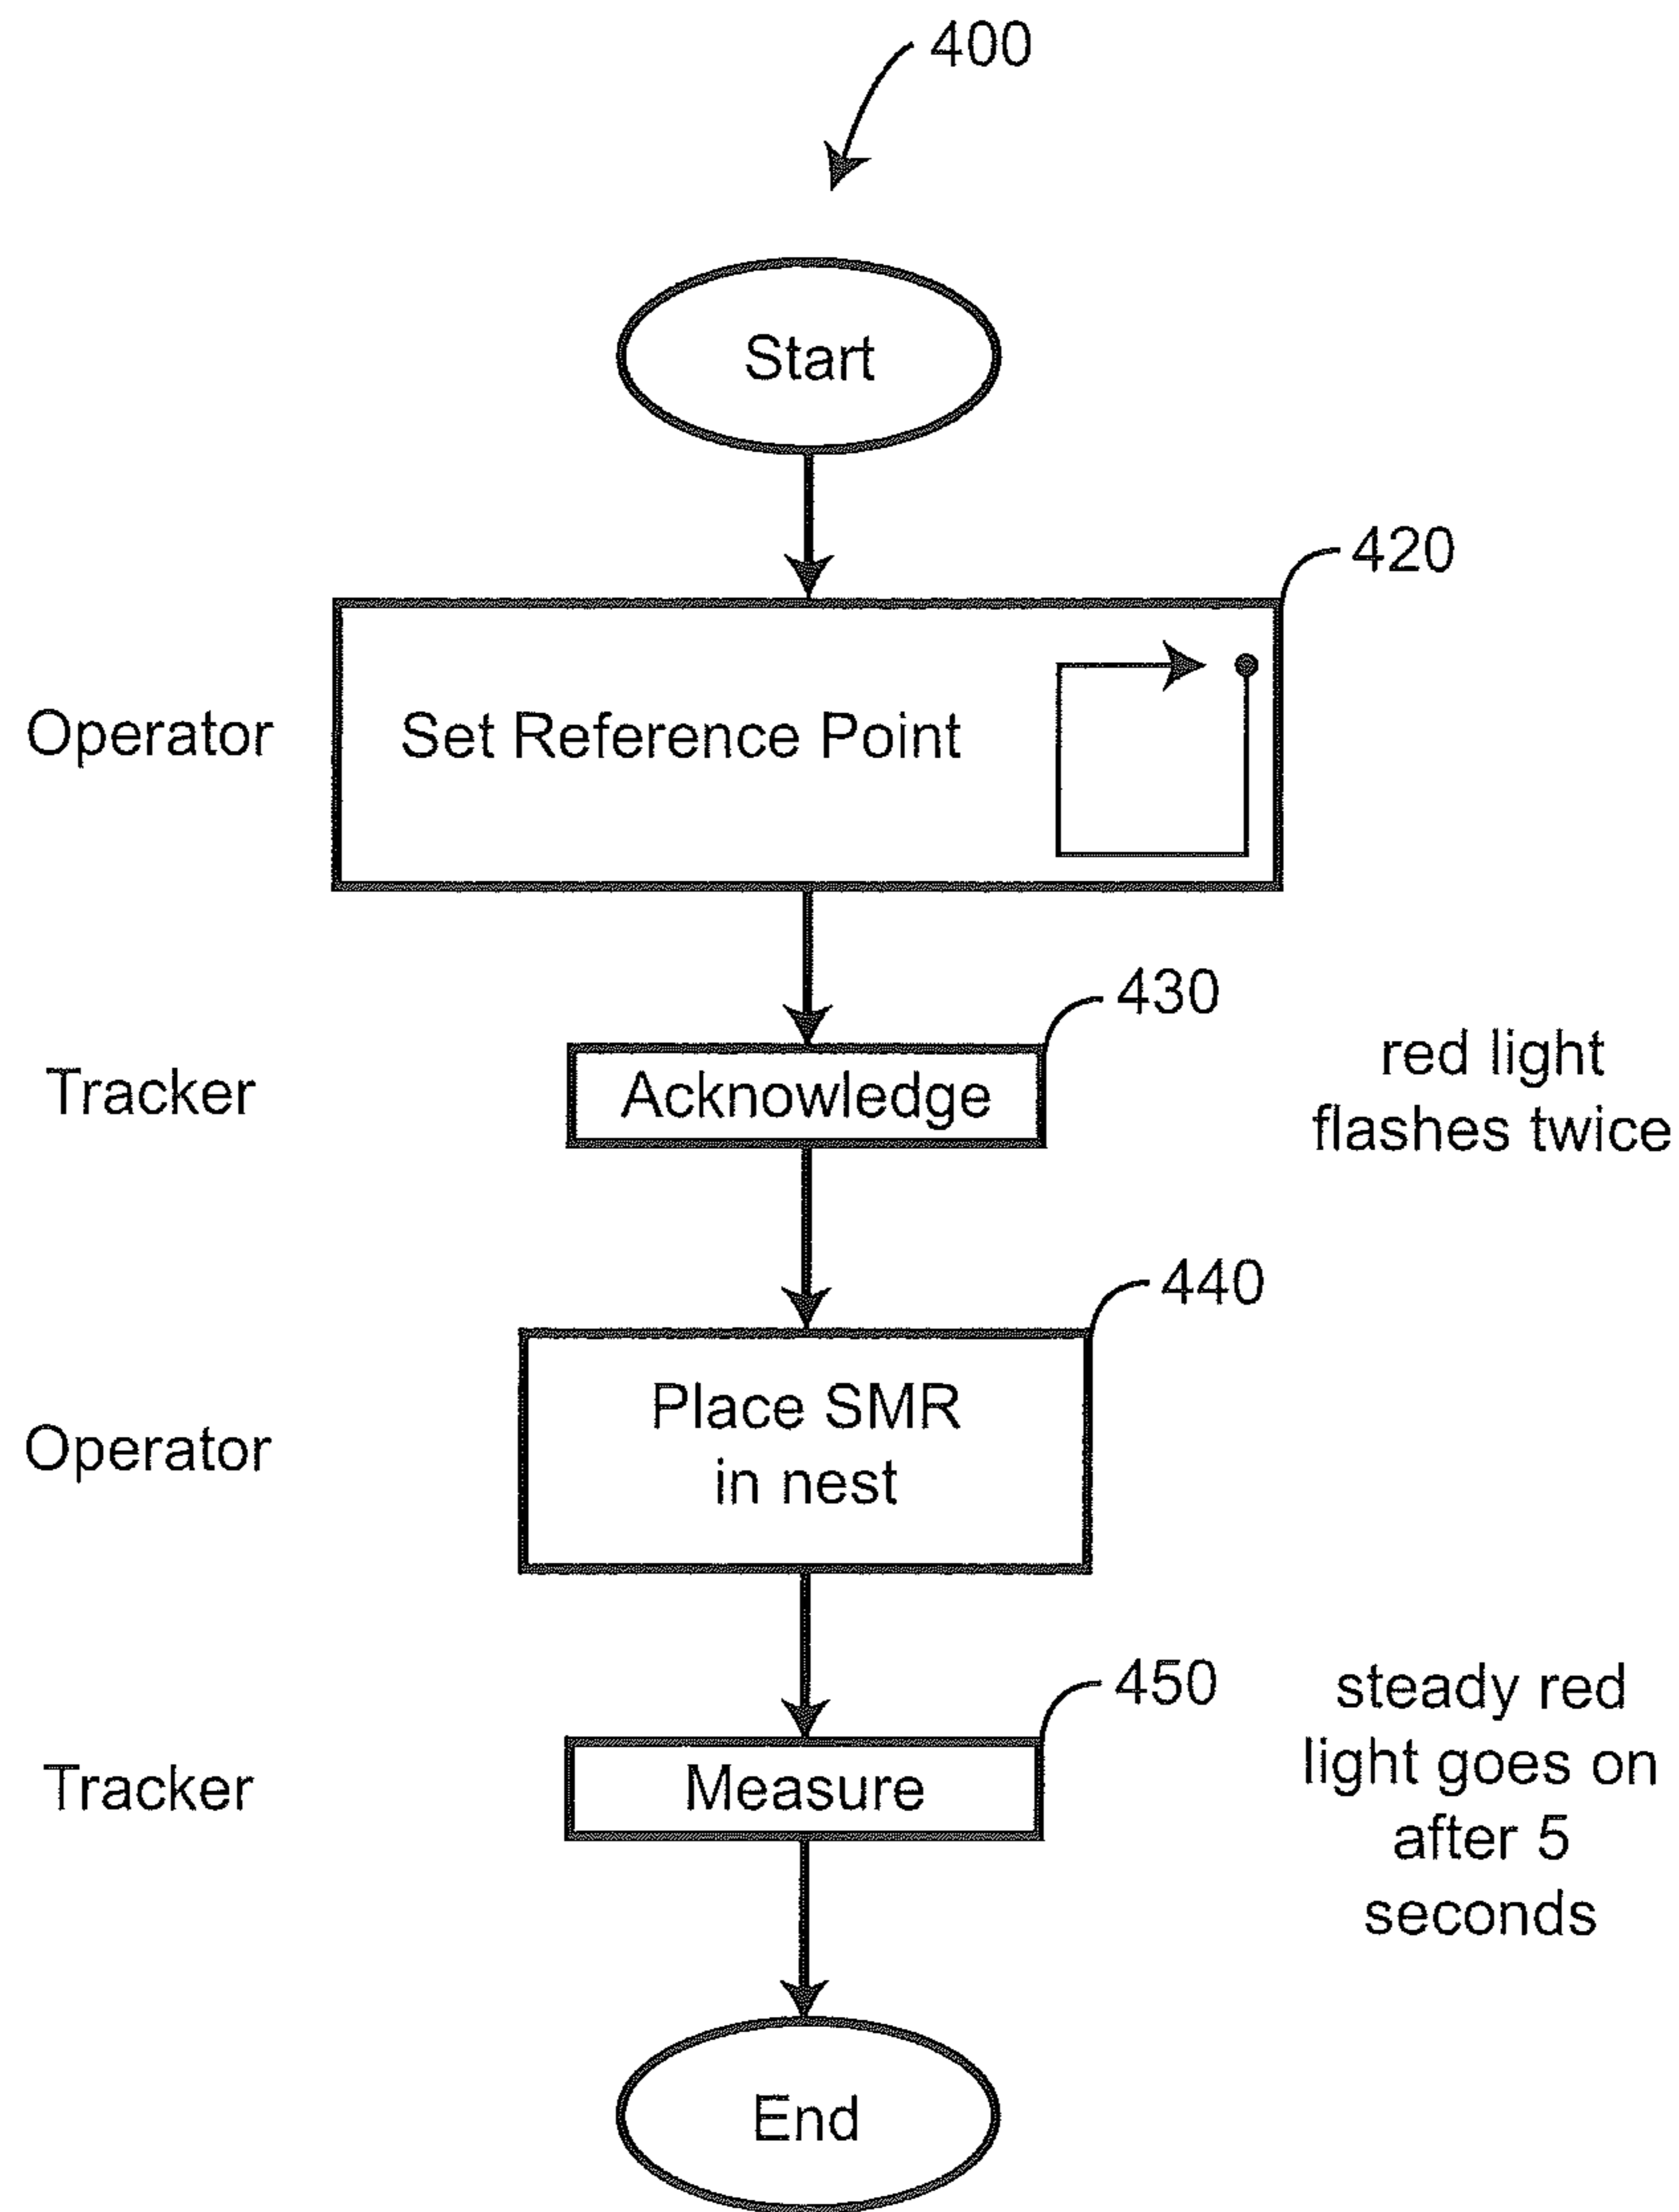 400
Start
420
Operator
Set Reference Point
430
Tracker
Acknowledge
red light
flashes twice
440
Operator
Place SMR
in nest
450
Tracker
Measure
steady red
light goes on
after 5
seconds
End